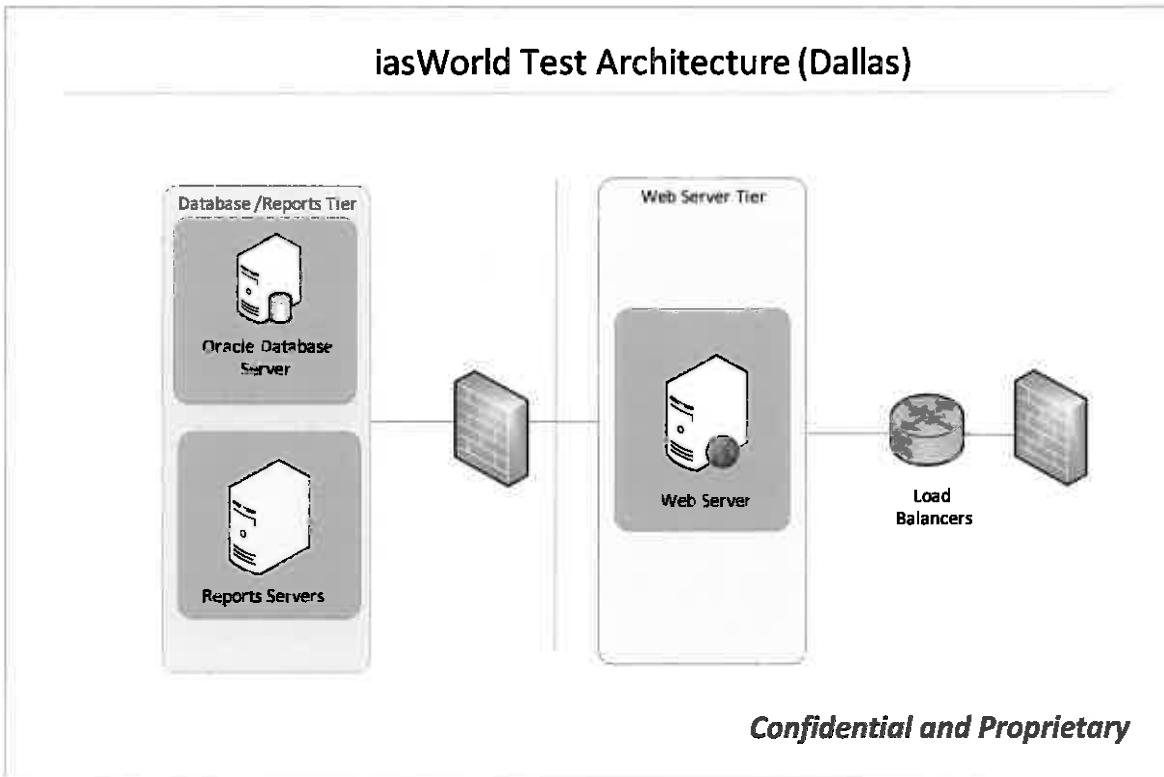 iasWorld Test Architecture (Dallas)
Database /Reports Tier
Oracle Database
Server
Reports Servers
Web Server Tier
Web Server
Load
Balancers
Confidential and Proprietary